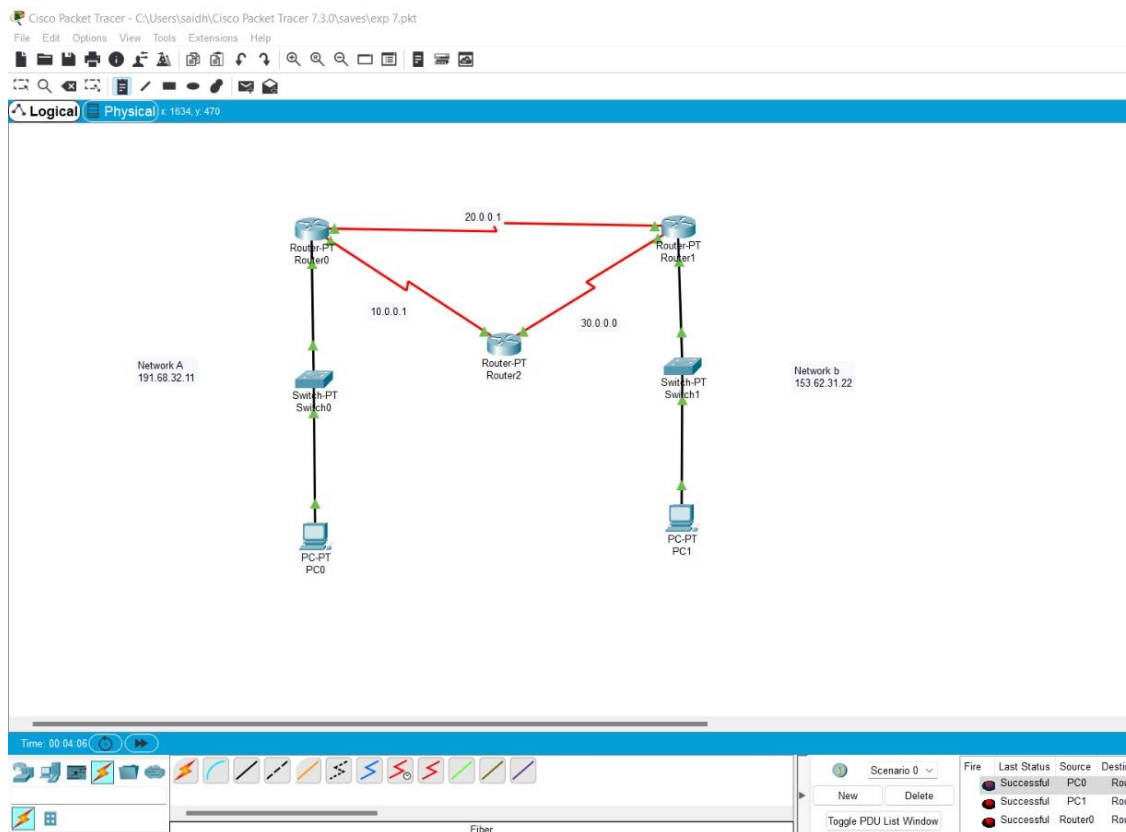 Cisco Packet Tracer - C:\Users\saidh\Cisco Packet Tracer 7.3.0\saves\exp 7.pkt
File Edit Options View Tools Extensions Help
Logical Physical x: 1634, y: 470
20.0.0.1
Router-PT
Router0
Router-PT
Router1
10.0.0.1
30.0.0.0
Router-PT
Router2
Network A
191.68.32.11
Switch-PT
Switch0
Switch-PT
Switch1
Network b
153.62.31.22
PC-PT
PC0
PC-PT
PC1
Time: 00:04:06
Scenario 0
New Delete
Toggle PDU List Window
Fire Last Status Source Desti
Successful PC0 Rou
Successful PC1 Rou
Successful Router0 Rou
Fiber